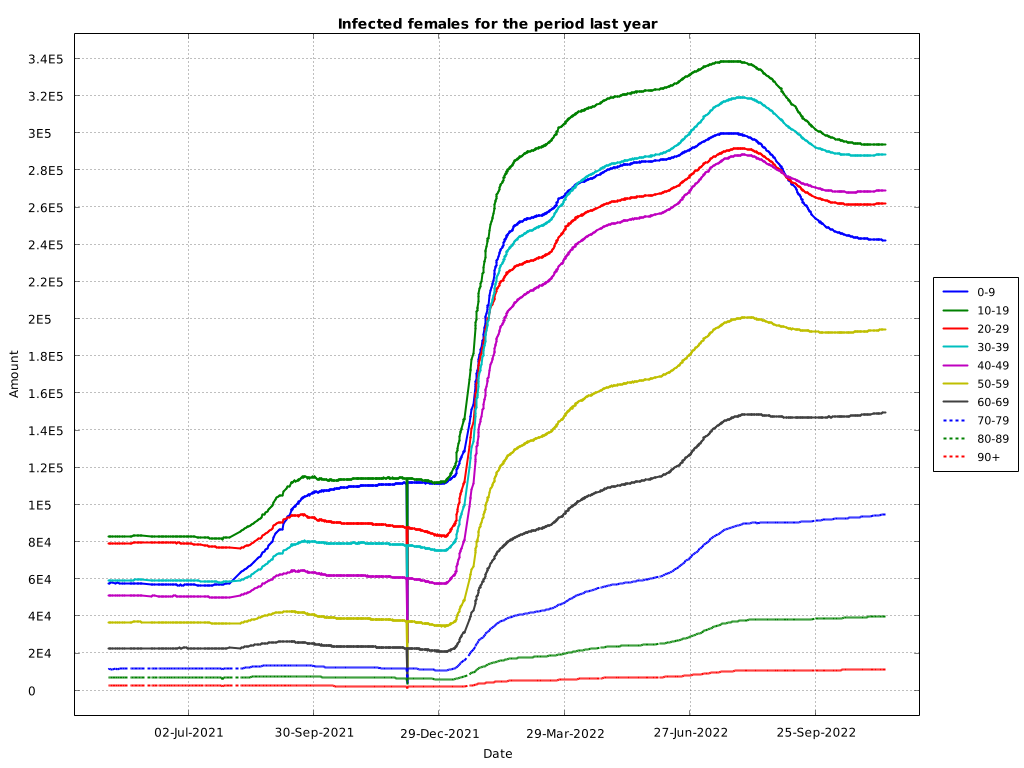 Infected females for the period last year
3.4E5
3.2E5
3E5
2.8E5
2.6E5
2.4E5
2.2E5
2E5
1.8E5
1.6E5
1.4E5
1.2E5
1E5
8E4
6E4
4E4
2E4
0
Amount
02-Jul-2021
30-Sep-2021
29-Dec-2021
29-Mar-2022
27-Jun-2022
25-Sep-2022
Date
0-9
10-19
20-29
30-39
40-49
50-59
60-69
70-79
80-89
90+